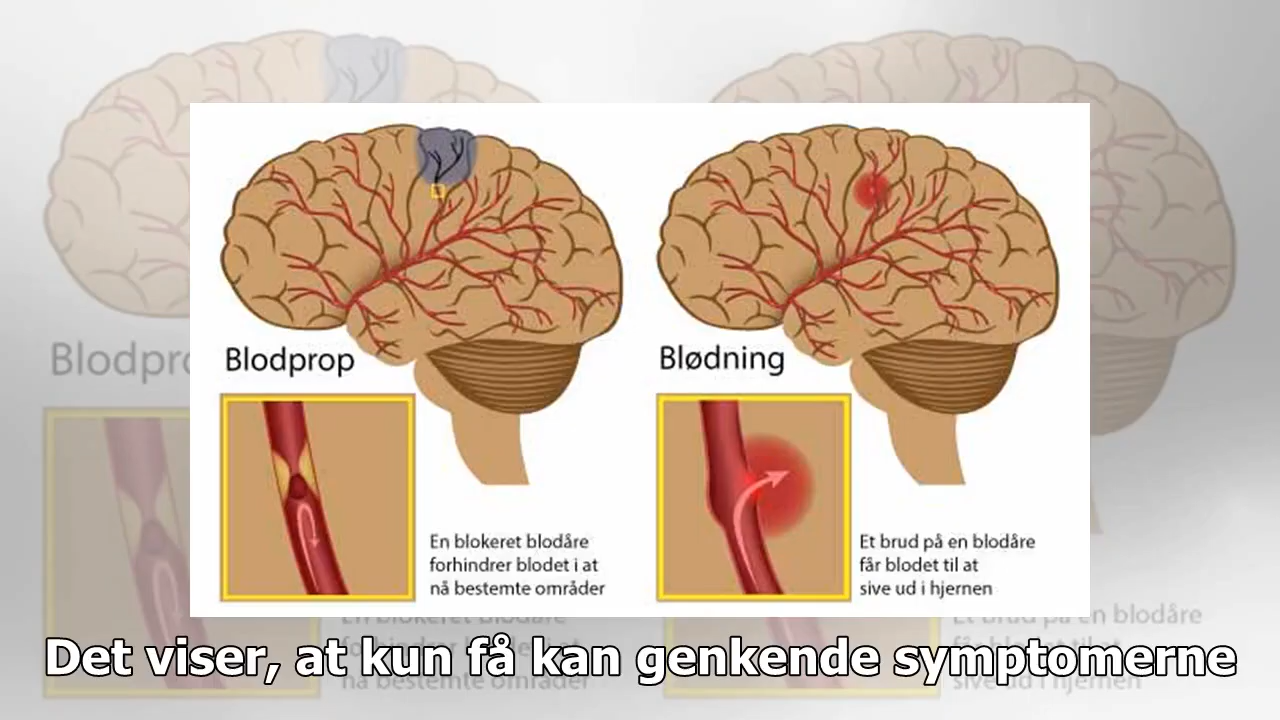 Blodprop
Blødning
En blokeret blodåre
forhindrer blodet i at
nå bestemte områder
Et brud på en blodåre
får blodet til at
sive ud i hjernen
Det viser, at kun få kan genkende symptomerne